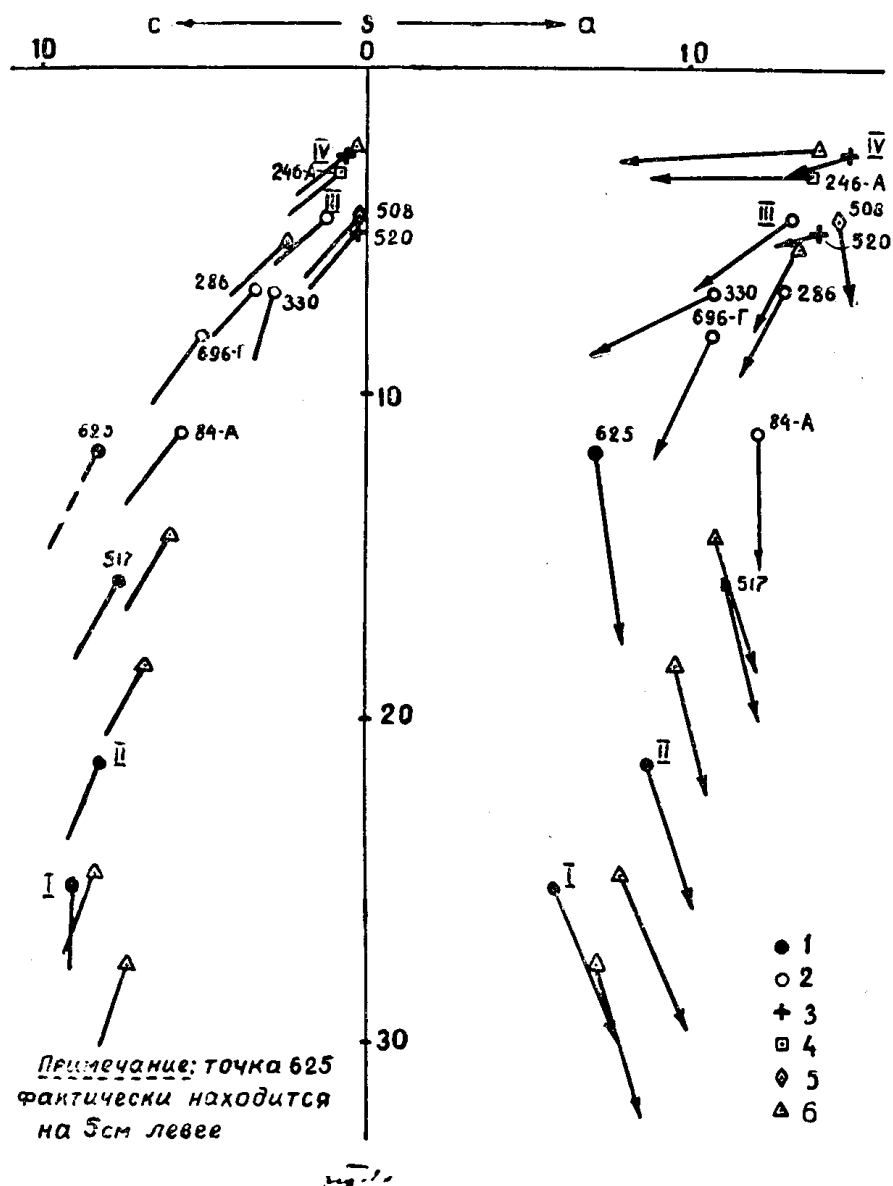 c s a
10 0 10
IV IV
246-A 246-A
III III
508 508
520 520
286 330 330 286
696-Г 696-Г
10
625 84-A 625 84-A
517 517
20
II II
I I
1
2
3
30 4
5
6
Примечание: точка 625
фактически находится
на 5см левее